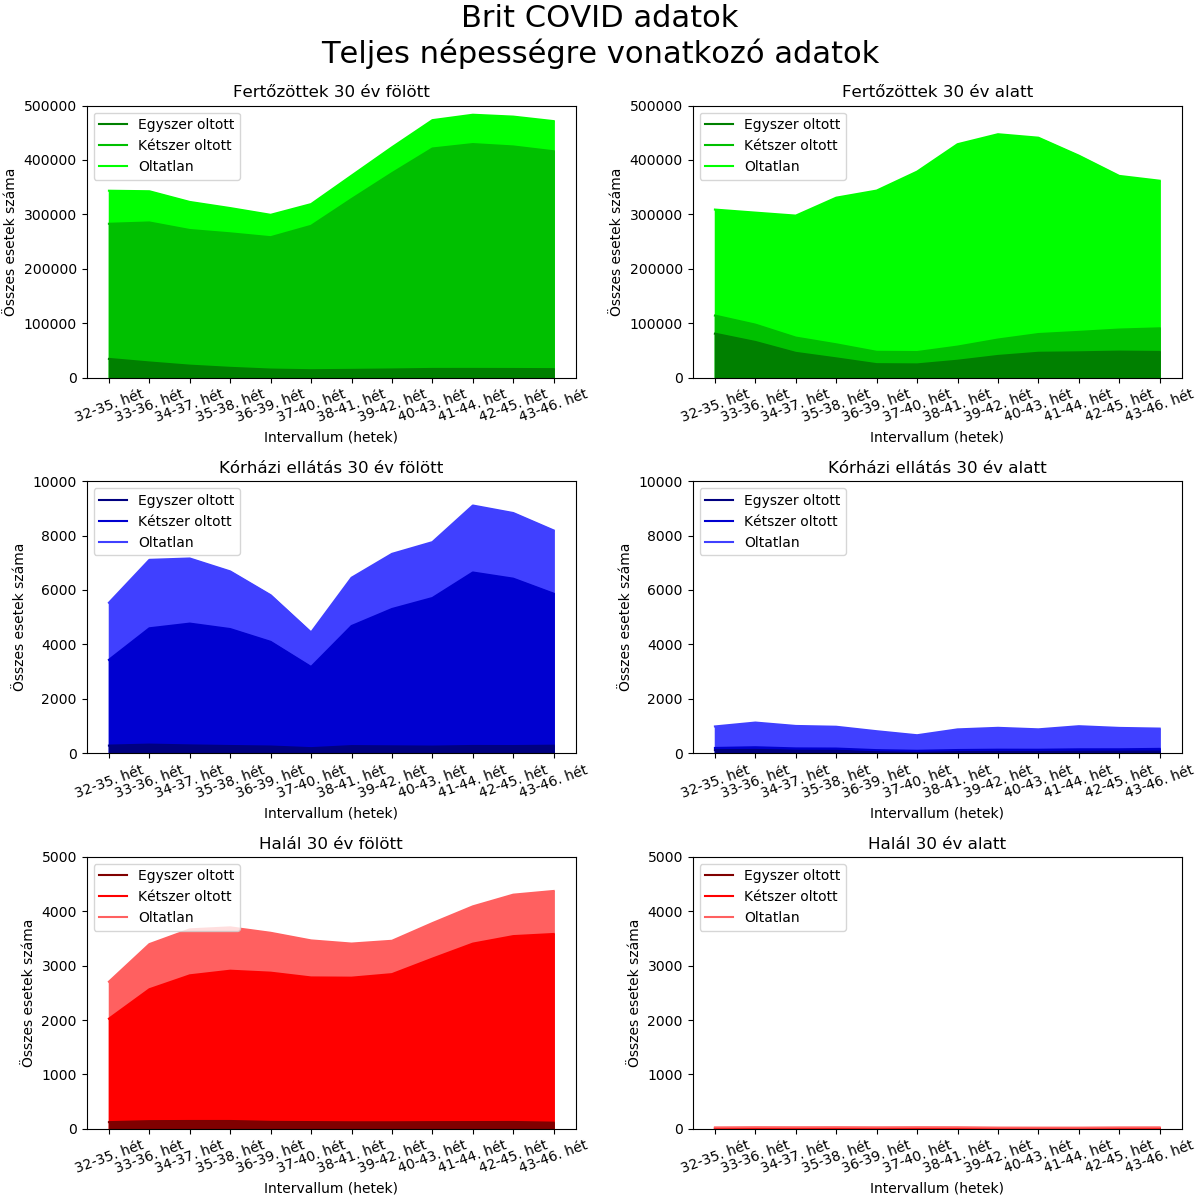 Brit COVID adatok
Teljes népességre vonatkozó adatok
Fertőzöttek 30 év fölött
500000
400000
300000
200000
100000
0
Összes esetek száma
Egyszer oltott
Kétszer oltott
Oltatlan
32-35. hét
33-36. hét
34-37. hét
35-38. hét
36-39. hét
37-40. hét
38-41. hét
39-42. hét
40-43. hét
41-44. hét
42-45. hét
43-46. hét
Intervallum (hetek)
Fertőzöttek 30 év alatt
500000
400000
300000
200000
100000
0
Összes esetek száma
Egyszer oltott
Kétszer oltott
Oltatlan
32-35. hét
33-36. hét
34-37. hét
35-38. hét
36-39. hét
37-40. hét
38-41. hét
39-42. hét
40-43. hét
41-44. hét
42-45. hét
43-46. hét
Intervallum (hetek)
Kórházi ellátás 30 év fölött
10000
8000
6000
4000
2000
0
Összes esetek száma
Egyszer oltott
Kétszer oltott
Oltatlan
32-35. hét
33-36. hét
34-37. hét
35-38. hét
36-39. hét
37-40. hét
38-41. hét
39-42. hét
40-43. hét
41-44. hét
42-45. hét
43-46. hét
Intervallum (hetek)
Kórházi ellátás 30 év alatt
10000
8000
6000
4000
2000
0
Összes esetek száma
Egyszer oltott
Kétszer oltott
Oltatlan
32-35. hét
33-36. hét
34-37. hét
35-38. hét
36-39. hét
37-40. hét
38-41. hét
39-42. hét
40-43. hét
41-44. hét
42-45. hét
43-46. hét
Intervallum (hetek)
Halál 30 év fölött
5000
4000
3000
2000
1000
0
Összes esetek száma
Egyszer oltott
Kétszer oltott
Oltatlan
32-35. hét
33-36. hét
34-37. hét
35-38. hét
36-39. hét
37-40. hét
38-41. hét
39-42. hét
40-43. hét
41-44. hét
42-45. hét
43-46. hét
Intervallum (hetek)
Halál 30 év alatt
5000
4000
3000
2000
1000
0
Összes esetek száma
Egyszer oltott
Kétszer oltott
Oltatlan
32-35. hét
33-36. hét
34-37. hét
35-38. hét
36-39. hét
37-40. hét
38-41. hét
39-42. hét
40-43. hét
41-44. hét
42-45. hét
43-46. hét
Intervallum (hetek)